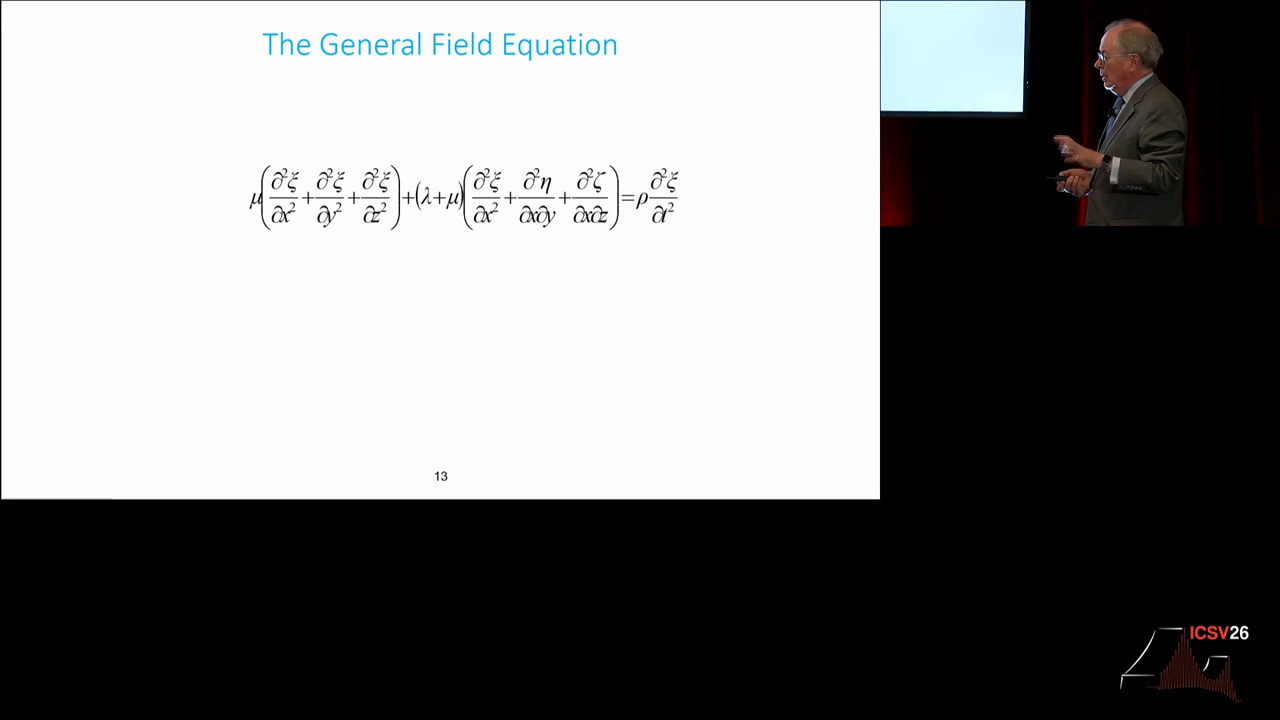 The General Field Equation
μ(∂²ξ/∂x² + ∂²ξ/∂y² + ∂²ξ/∂z²) + (λ+μ)(∂²ξ/∂x² + ∂²η/∂x∂y + ∂²ζ/∂x∂z) = ρ ∂²ξ/∂t²
13
ICSV26